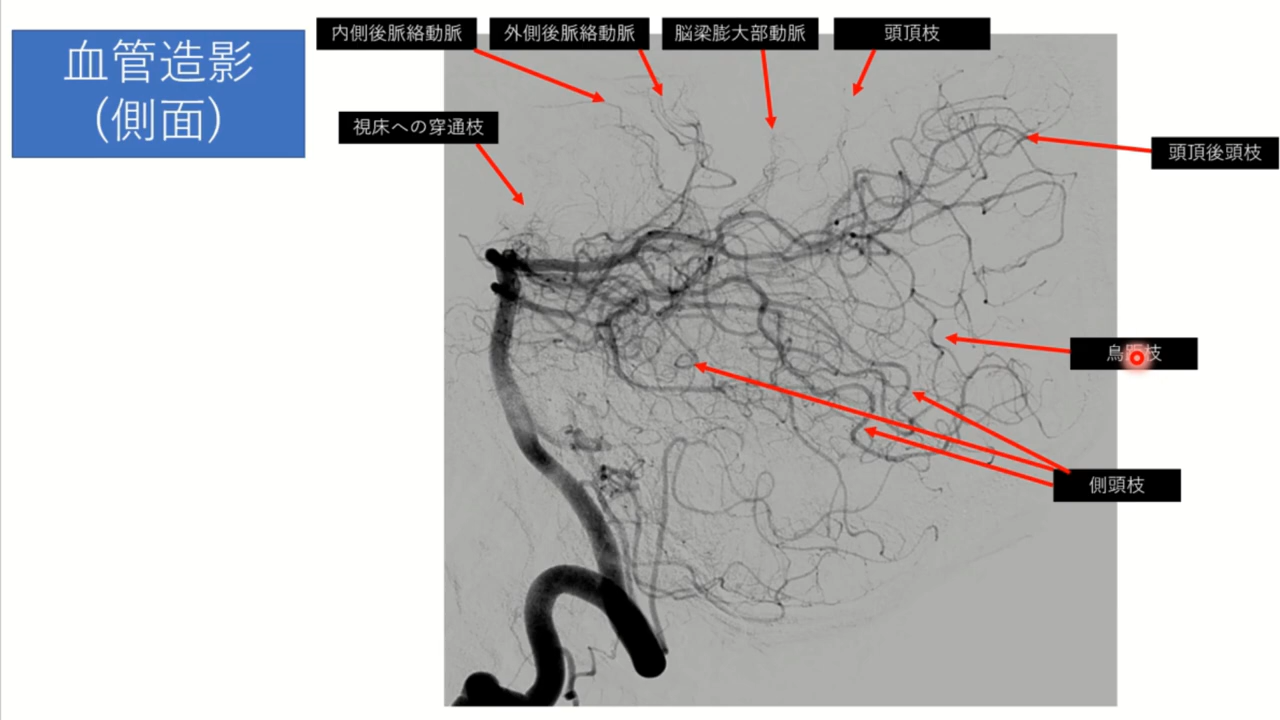 血管造影
(側面)
内側後脈絡動脈
外側後脈絡動脈
脳梁膨大部動脈
頭頂枝
視床への穿通枝
頭頂後頭枝
鳥距枝
側頭枝